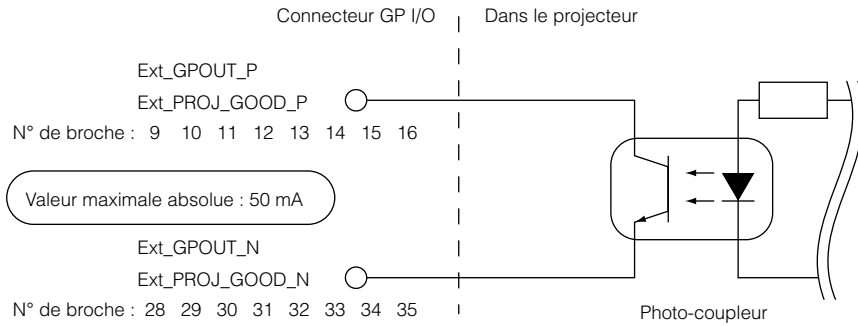 Connecteur GP I/O
Dans le projecteur
Ext_GPOUT_P
Ext_PROJ_GOOD_P
N° de broche : 9 10 11 12 13 14 15 16
Valeur maximale absolue : 50 mA
Ext_GPOUT_N
Ext_PROJ_GOOD_N
N° de broche : 28 29 30 31 32 33 34 35
Photo-coupleur